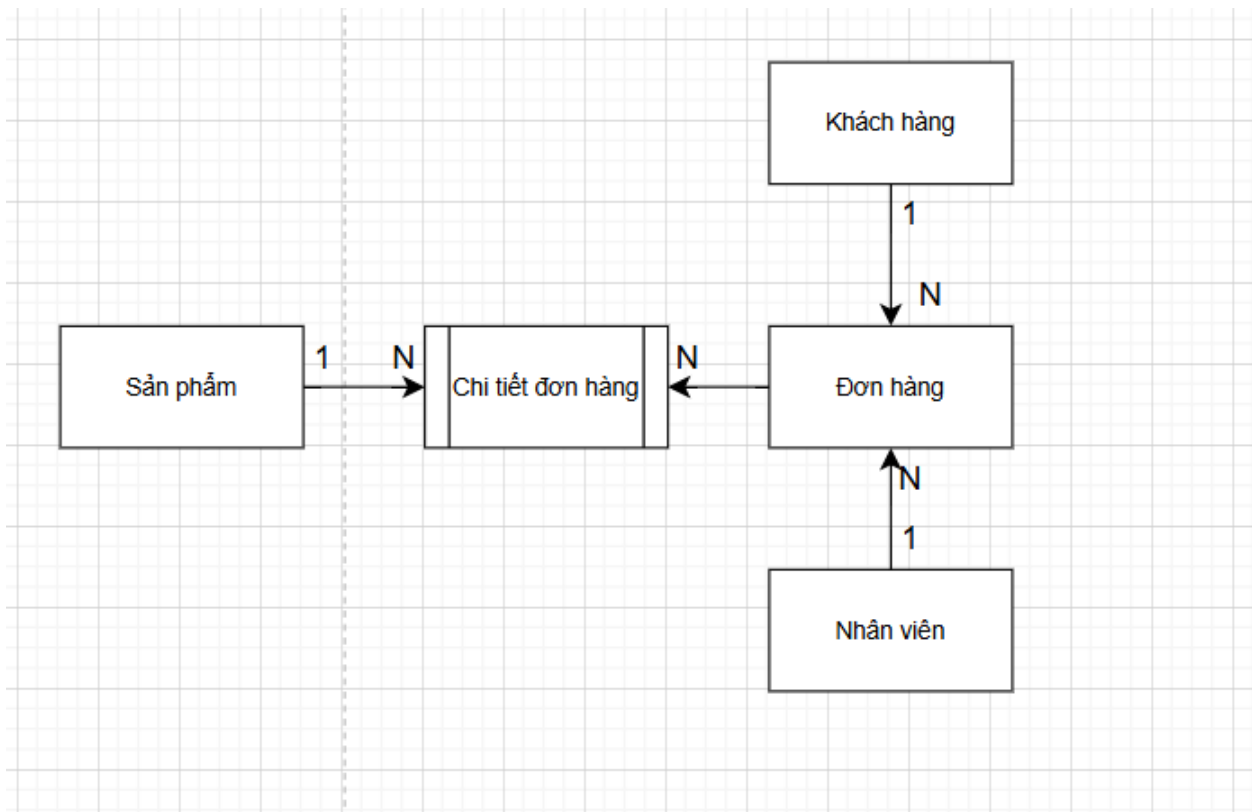 Khách hàng
1
N
Sản phẩm
1
N
Chi tiết đơn hàng
N
Đơn hàng
N
1
Nhân viên